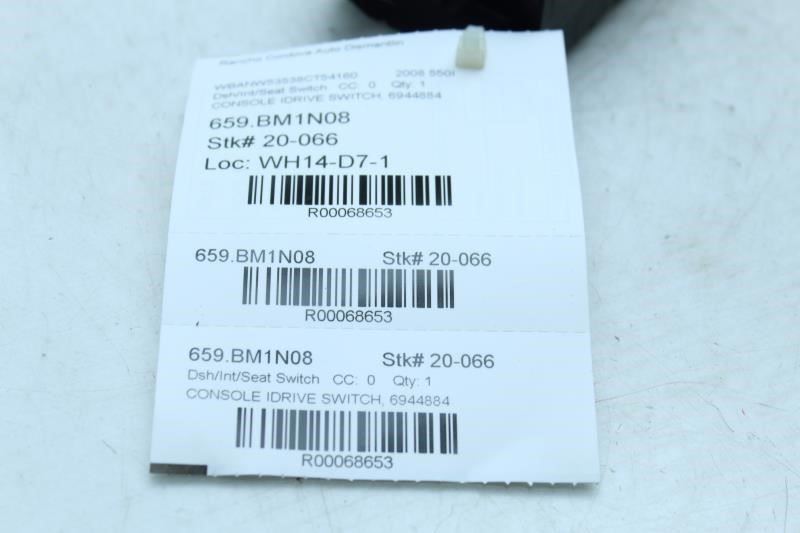 Rancho Cordova Auto Dismantlin
WBANW53538CT54160 2008 550I
Dsh/Int/Seat Switch CC: 0 Qty: 1
CONSOLE IDRIVE SWITCH, 6944884
659.BM1N08
Stk# 20-066
Loc: WH14-D7-1
R00068653
659.BM1N08 Stk# 20-066
R00068653
659.BM1N08 Stk# 20-066
Dsh/Int/Seat Switch CC: 0 Qty: 1
CONSOLE IDRIVE SWITCH, 6944884
R00068653